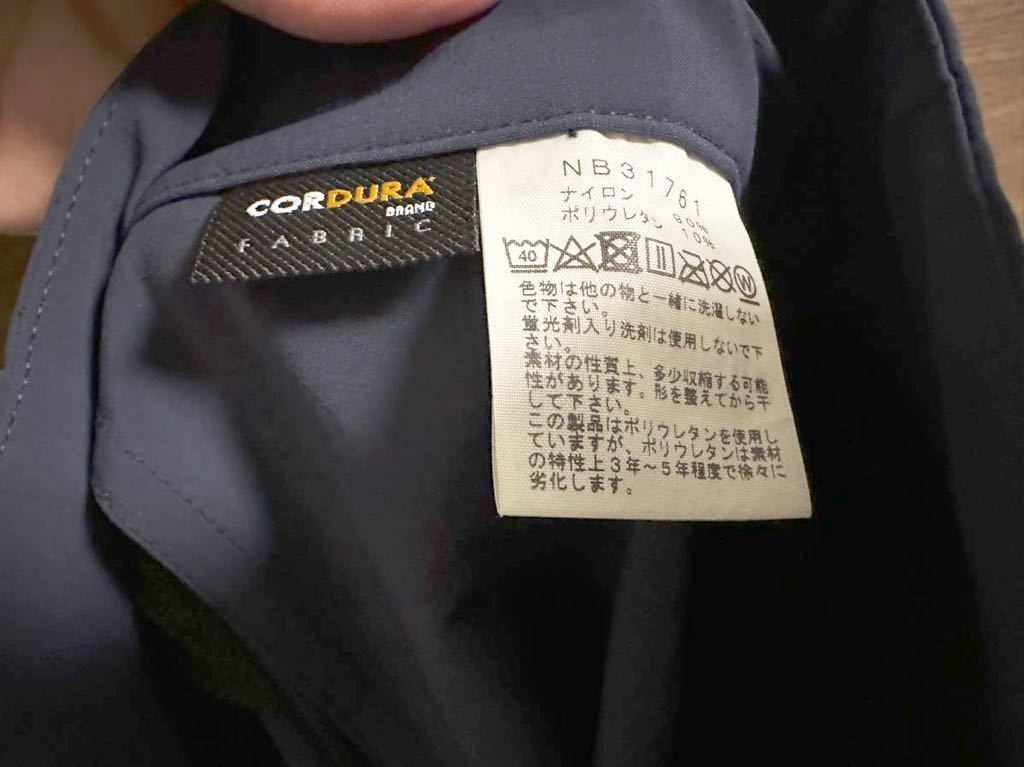 CORDURA
BRAND
FABRIC
NB31761
ナイロン 90%
ポリウレタン 10%
40
W
色物は他の物と一緒に洗濯しない
で下さい。
蛍光剤入り洗剤は使用しないで下
さい。
素材の性質上、多少収縮する可能
性があります。形を整えてから干
して下さい。
この製品はポリウレタンを使用し
ていますが、ポリウレタンは素材
の特性上3年～5年程度で徐々に
劣化します。